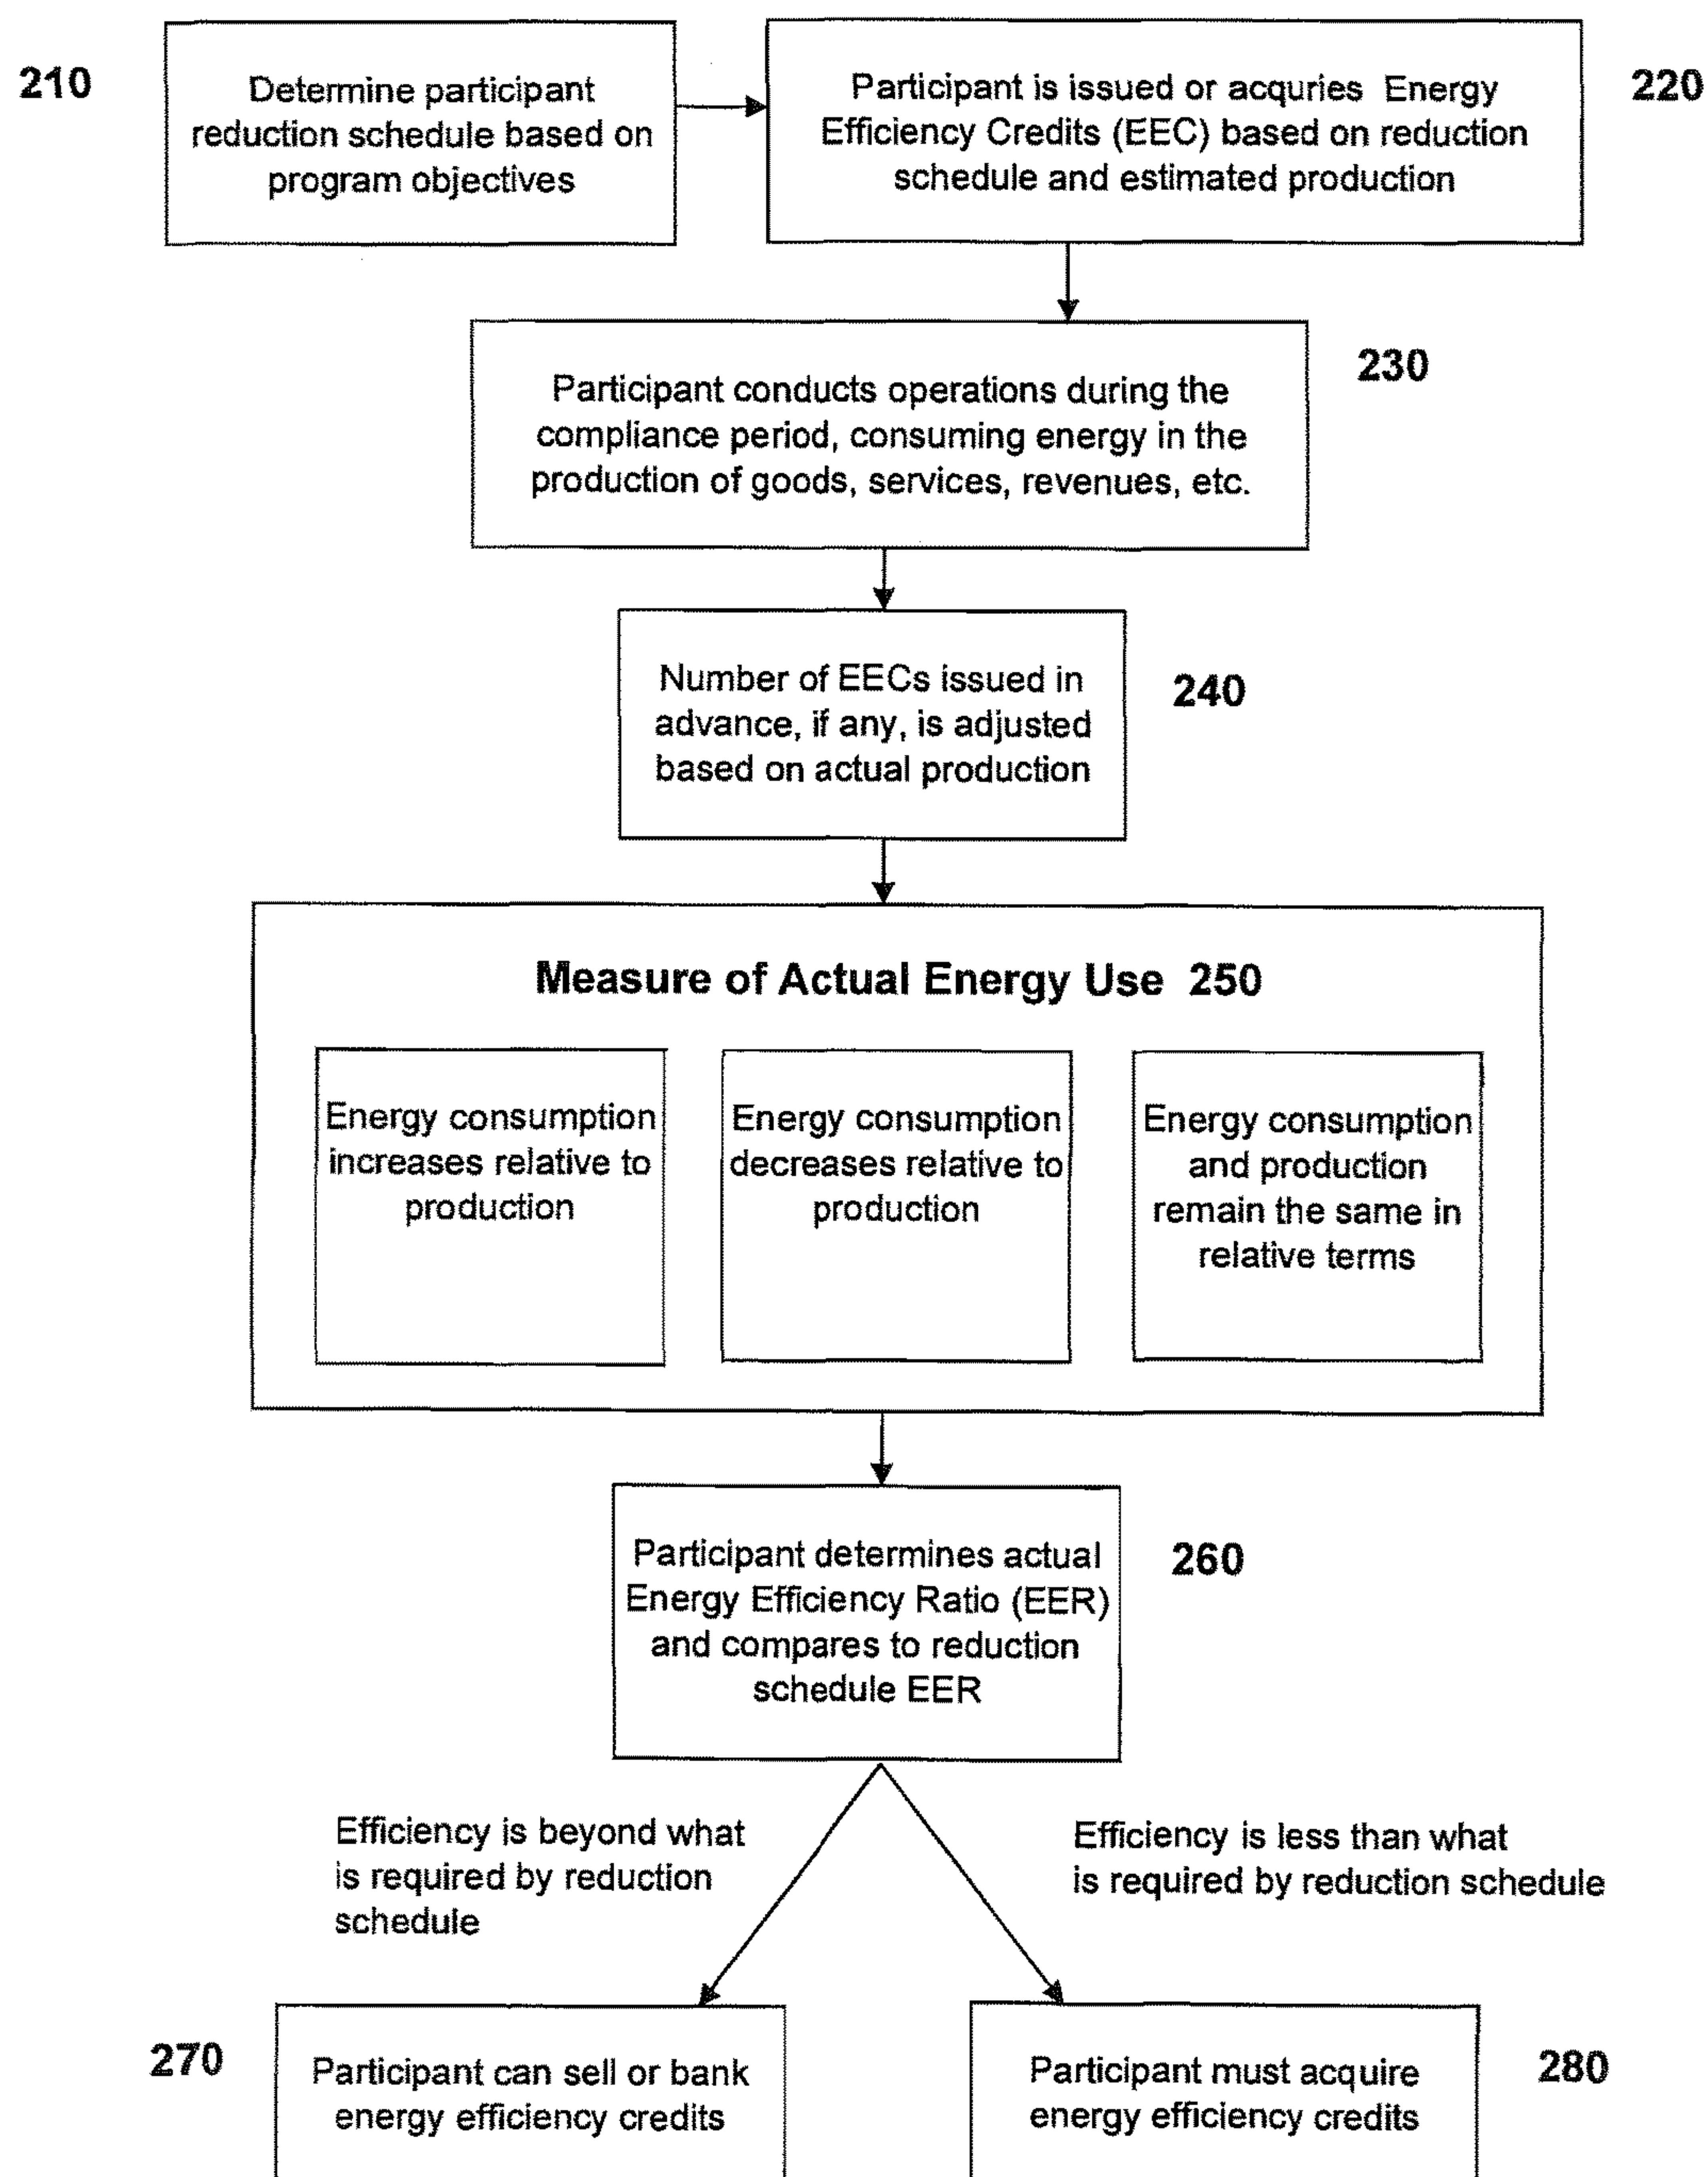 210
Determine participant
reduction schedule based on
program objectives
Participant is issued or acquries Energy
Efficiency Credits (EEC) based on reduction
schedule and estimated production
220
Participant conducts operations during the
compliance period, consuming energy in the
production of goods, services, revenues, etc.
230
Number of EECs issued in
advance, if any, is adjusted
based on actual production
240
Measure of Actual Energy Use 250
Energy consumption
increases relative to
production
Energy consumption
decreases relative to
production
Energy consumption
and production
remain the same in
relative terms
Participant determines actual
Energy Efficiency Ratio (EER)
and compares to reduction
schedule EER
260
Efficiency is beyond what
is required by reduction
schedule
Efficiency is less than what
is required by reduction schedule
270
Participant can sell or bank
energy efficiency credits
Participant must acquire
energy efficiency credits
280